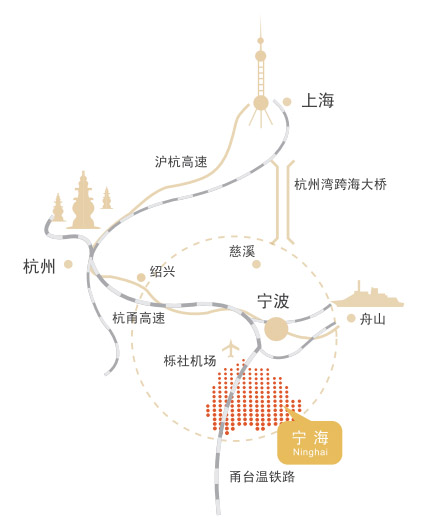 上海
沪杭高速
杭州湾跨海大桥
慈溪
杭州
绍兴
宁波
杭甬高速
舟山
栎社机场
宁海
Ninghai
甬台温铁路